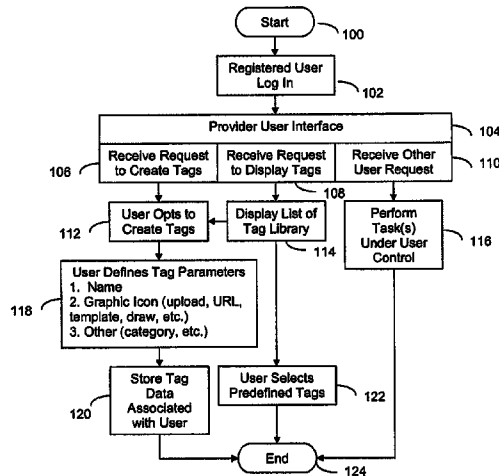 Start
100
Registered User
Log In
102
Provider User Interface
104
106
Receive Request
to Create Tags
Receive Request
to Display Tags
Receive Other
User Request
110
108
112
User Opts to
Create Tags
Display List of
Tag Library
114
Perform
Task(s)
Under User
Control
116
118
User Defines Tag Parameters
1. Name
2. Graphic Icon (upload, URL,
template, draw, etc.)
3. Other (category, etc.)
120
Store Tag
Data
Associated
with User
User Selects
Predefined Tags
122
End
124